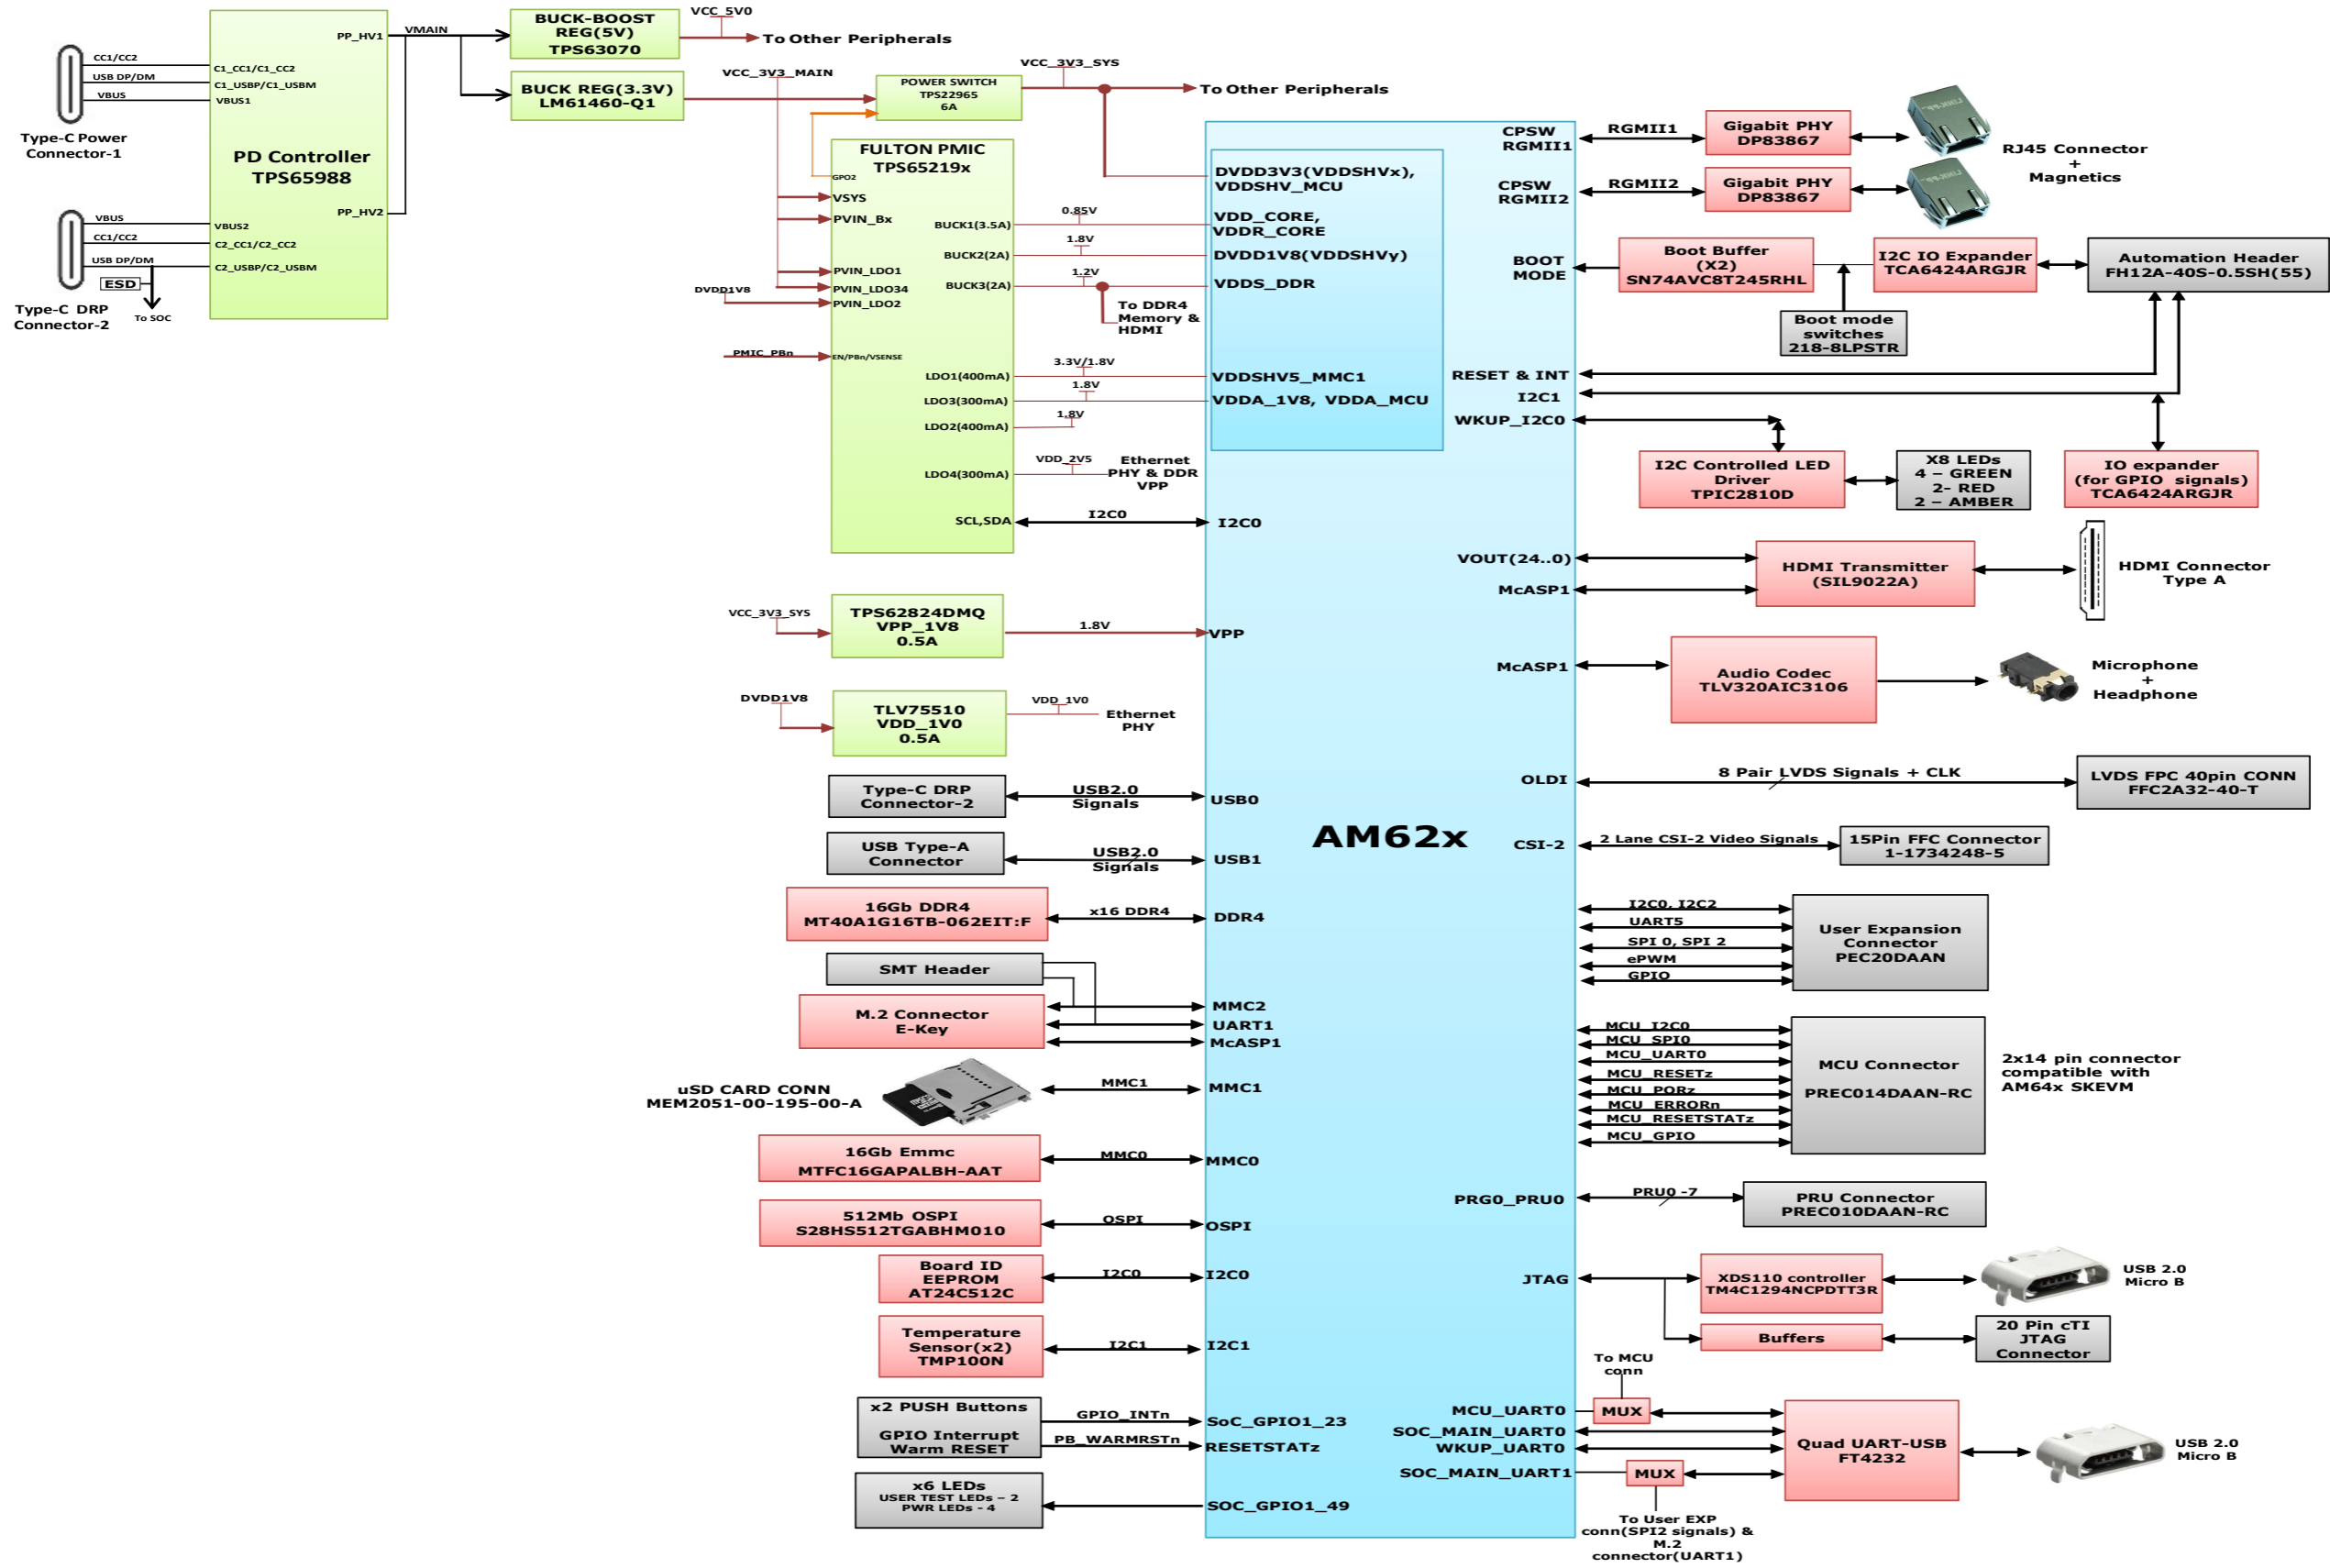 CC1/CC2
USB DP/DM
VBUS
Type-C Power
Connector-1
VBUS
CC1/CC2
USB DP/DM
ESD
To SOC
Type-C DRP
Connector-2
PP_HV1
C1_CC1/C1_CC2
C1_USBP/C1_USBM
VBUS1
PD Controller
TPS65988
PP_HV2
VBUS2
C2_CC1/C2_CC2
C2_USBP/C2_USBM
VMAIN
BUCK-BOOST
REG(5V)
TPS63070
VCC_5V0
To Other Peripherals
BUCK REG(3.3V)
LM61460-Q1
VCC_3V3_MAIN
POWER SWITCH
TPS22965
6A
VCC_3V3_SYS
To Other Peripherals
FULTON PMIC
TPS65219x
GPO2
VSYS
PVIN_Bx
PVIN_LDO1
PVIN_LDO34
DVDD1V8
PVIN_LDO2
PMIC_PBn
EN/PBn/VSENSE
BUCK1(3.5A)
BUCK2(2A)
BUCK3(2A)
LDO1(400mA)
LDO3(300mA)
LDO2(400mA)
LDO4(300mA)
SCL,SDA
0.85V
1.8V
1.2V
To DDR4
Memory &
HDMI
3.3V/1.8V
1.8V
1.8V
VDD_2V5
Ethernet
PHY & DDR
VPP
I2C0
DVDD3V3(VDDSHVx),
VDDSHV_MCU
VDD_CORE,
VDDR_CORE
DVDD1V8(VDDSHVy)
VDDS_DDR
VDDSHV5_MMC1
VDDA_1V8, VDDA_MCU
I2C0
VCC_3V3_SYS
TPS62824DMQ
VPP_1V8
0.5A
1.8V
VPP
DVDD1V8
TLV75510
VDD_1V0
0.5A
VDD_1V0
Ethernet
PHY
Type-C DRP
Connector-2
USB2.0
Signals
USB0
USB Type-A
Connector
USB2.0
Signals
USB1
16Gb DDR4
MT40A1G16TB-062EIT:F
x16 DDR4
DDR4
SMT Header
M.2 Connector
E-Key
MMC2
UART1
McASP1
uSD CARD CONN
MEM2051-00-195-00-A
MMC1
MMC1
16Gb Emmc
MTFC16GAPALBH-AAT
MMC0
MMC0
512Mb OSPI
S28HS512TGABHM010
OSPI
OSPI
Board ID
EEPROM
AT24C512C
I2C0
I2C0
Temperature
Sensor(x2)
TMP100N
I2C1
I2C1
x2 PUSH Buttons
GPIO Interrupt
Warm RESET
GPIO_INTn
PB_WARMRSTn
SoC_GPIO1_23
RESETSTATz
x6 LEDs
USER TEST LEDs – 2
PWR LEDs - 4
SOC_GPIO1_49
AM62x
CPSW
RGMII1
RGMII1
Gigabit PHY
DP83867
CPSW
RGMII2
RGMII2
Gigabit PHY
DP83867
RJ45 Connector
+
Magnetics
BOOT
MODE
Boot Buffer
(X2)
SN74AVC8T245RHL
I2C IO Expander
TCA6424ARGJR
Automation Header
FH12A-40S-0.5SH(55)
Boot mode
switches
218-8LPSTR
RESET & INT
I2C1
WKUP_I2C0
I2C Controlled LED
Driver
TPIC2810D
X8 LEDs
4 – GREEN
2- RED
2 – AMBER
IO expander
(for GPIO signals)
TCA6424ARGJR
VOUT(24..0)
McASP1
HDMI Transmitter
(SIL9022A)
HDMI Connector
Type A
McASP1
Audio Codec
TLV320AIC3106
Microphone
+
Headphone
OLDI
8 Pair LVDS Signals + CLK
LVDS FPC 40pin CONN
FFC2A32-40-T
CSI-2
2 Lane CSI-2 Video Signals
15Pin FFC Connector
1-1734248-5
I2C0, I2C2
UART5
SPI 0, SPI 2
ePWM
GPIO
User Expansion
Connector
PEC20DAAN
MCU_I2C0
MCU_SPI0
MCU_UART0
MCU_RESETz
MCU_PORz
MCU_ERRORn
MCU_RESETSTATz
MCU_GPIO
MCU Connector
PREC014DAAN-RC
2x14 pin connector
compatible with
AM64x SKEVM
PRG0_PRU0
PRU0 -7
PRU Connector
PREC010DAAN-RC
JTAG
XDS110 controller
TM4C1294NCPDTT3R
USB 2.0
Micro B
Buffers
20 Pin cTI
JTAG
Connector
To MCU
conn
MCU_UART0
MUX
SOC_MAIN_UART0
WKUP_UART0
SOC_MAIN_UART1
MUX
Quad UART-USB
FT4232
USB 2.0
Micro B
To User EXP
conn(SPI2 signals) &
M.2
connector(UART1)